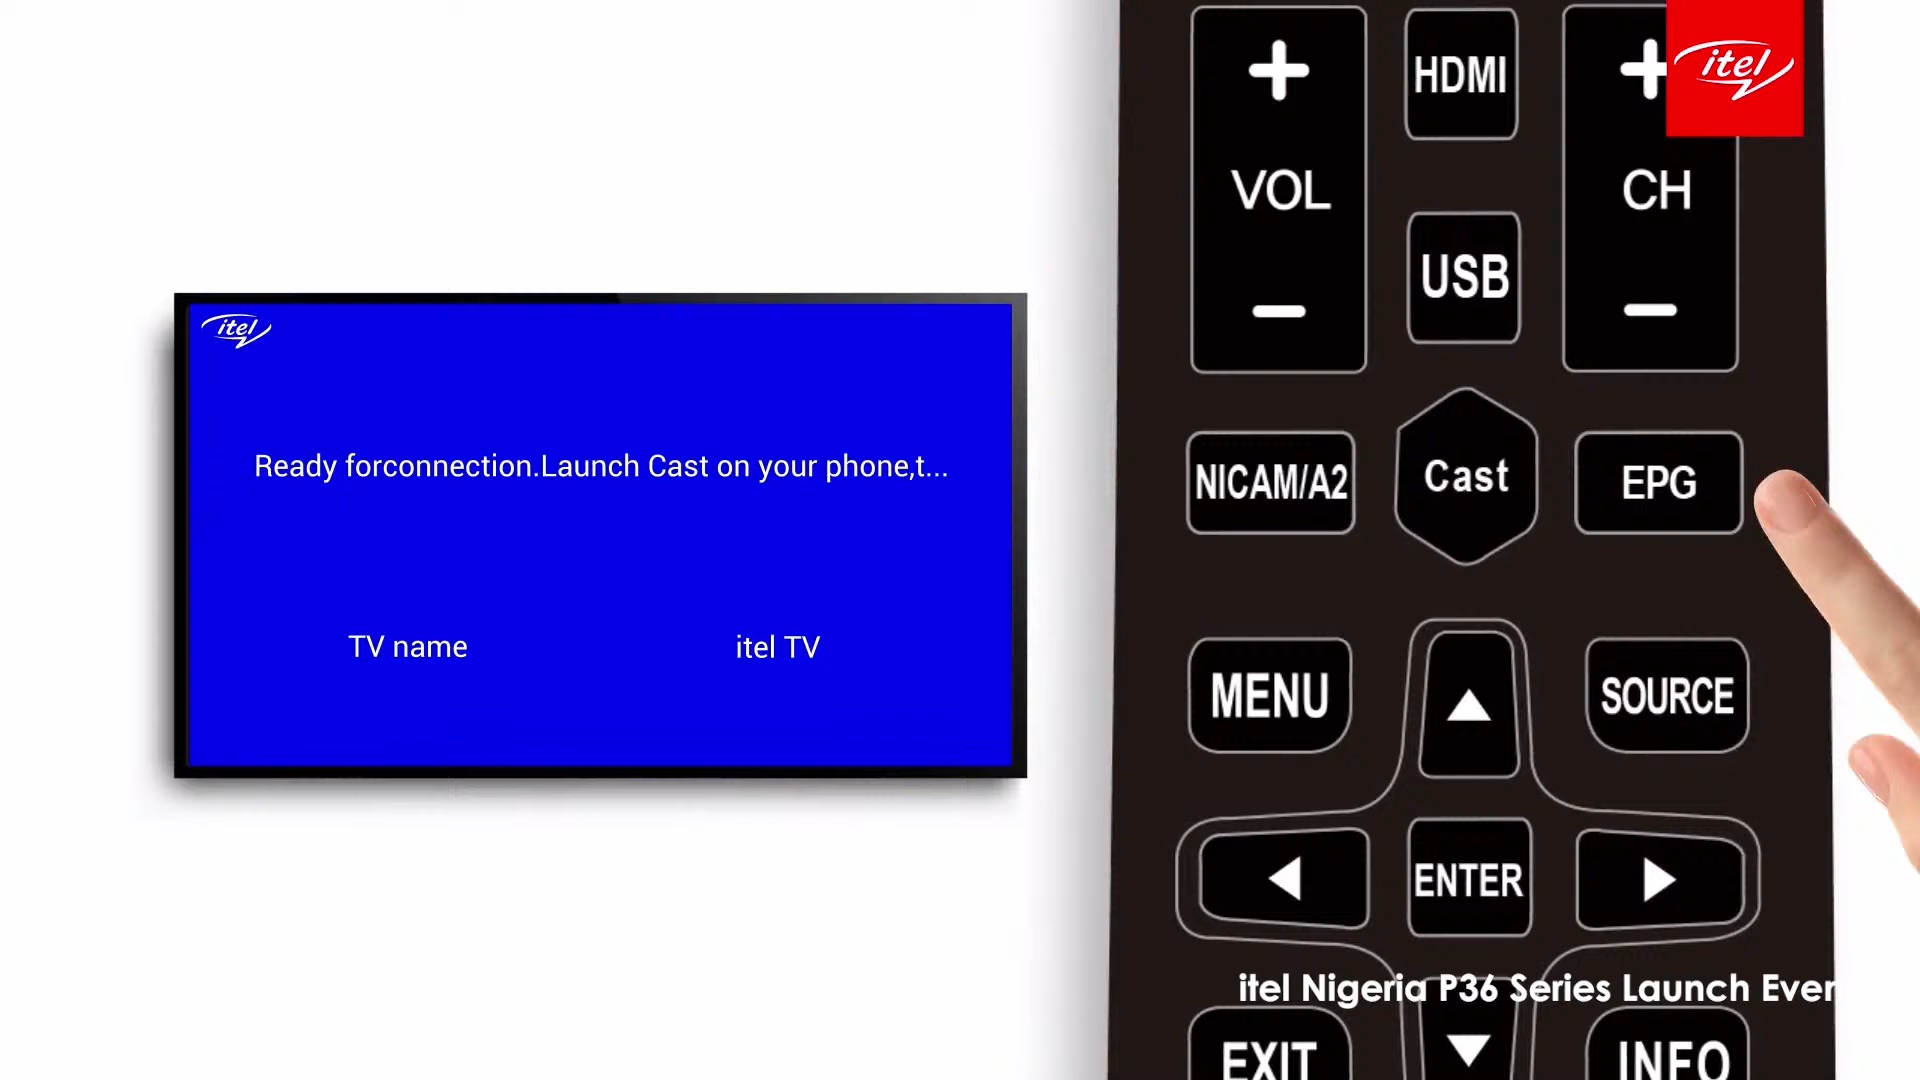 itel
Ready forconnection.Launch Cast on your phone,t...
TV name
itel TV
VOL
HDMI
CH
itel
USB
NICAM/A2
Cast
EPG
MENU
SOURCE
ENTER
EXIT
INFO
itel Nigeria P36 Series Launch Ever